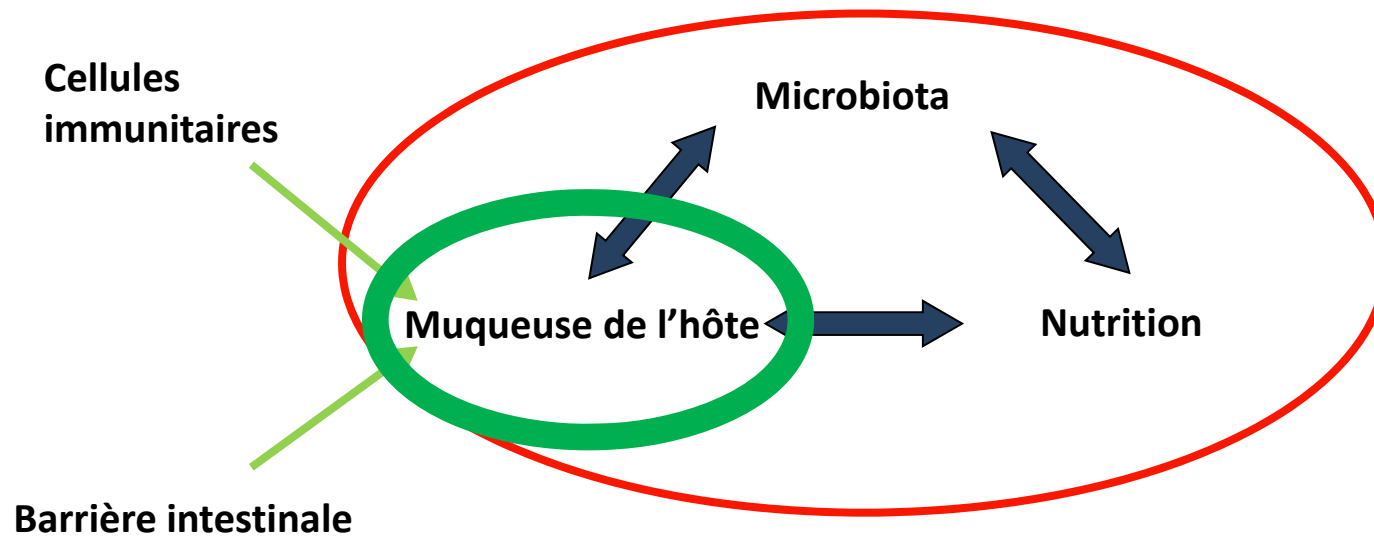 Cellules
immunitaires
Microbiota
Muqueuse de l’hôte
Nutrition
Barrière intestinale